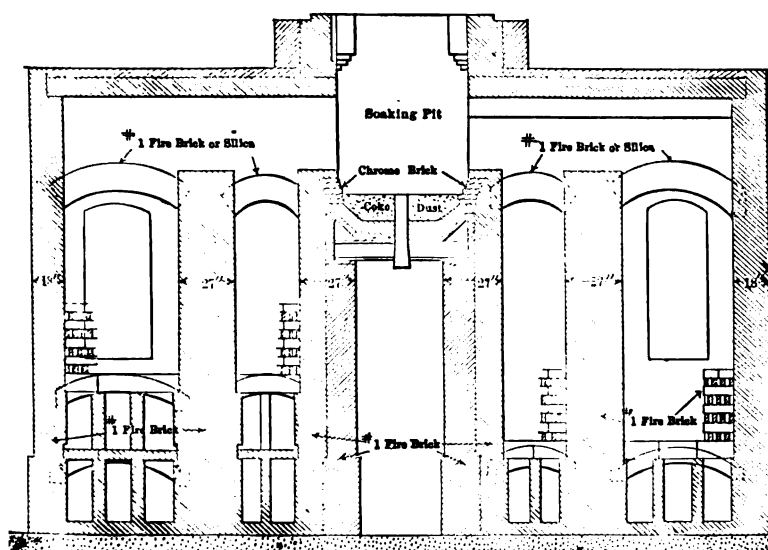 Soaking Pit
# 1 Fire Brick or Silica
# 1 Fire Brick or Silica
Chrome Brick
Coke Dust
18" 27" 27" 27" 27" 18"
# 1 Fire Brick
# 1 Fire Brick
# 1 Fire Brick